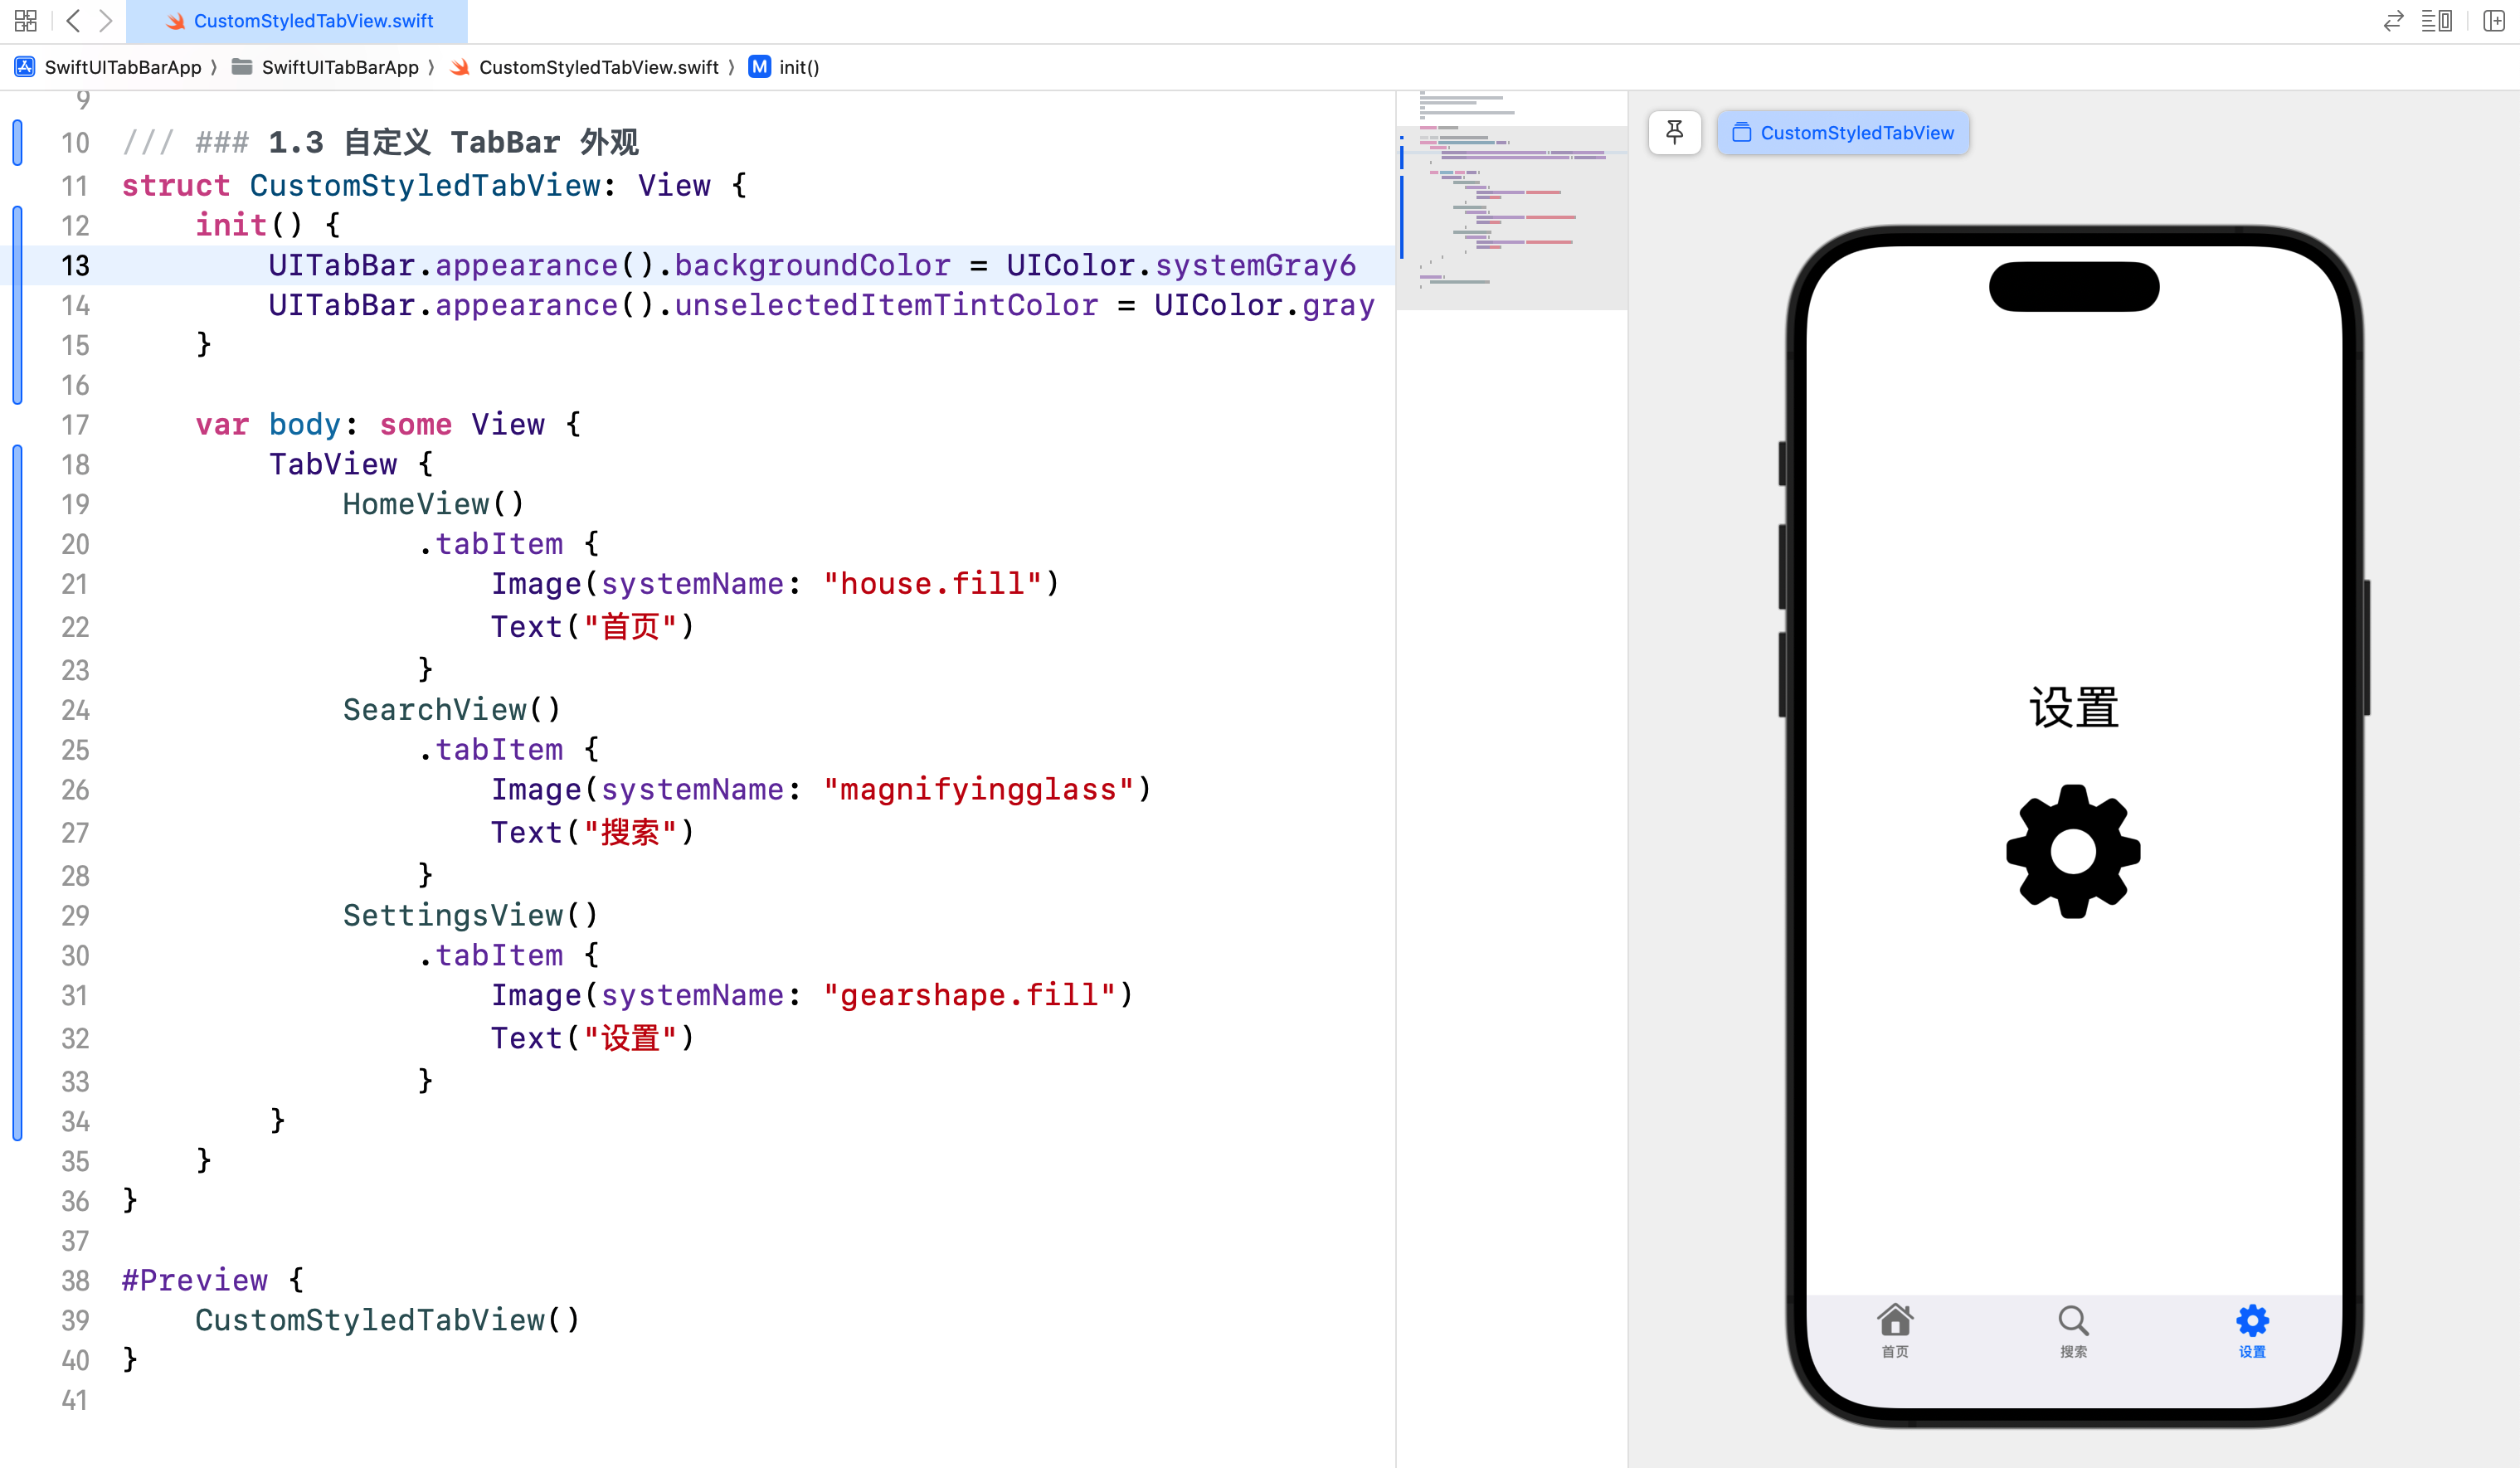 CustomStyledTabView.swift
SwiftUITabBarApp 〉 SwiftUITabBarApp 〉 CustomStyledTabView.swift 〉 M init()
9
10 /// ### 1.3 自定义 TabBar 外观
11 struct CustomStyledTabView: View {
12 init() {
13 UITabBar.appearance().backgroundColor = UIColor.systemGray6
14 UITabBar.appearance().unselectedItemTintColor = UIColor.gray
15 }
16
17 var body: some View {
18 TabView {
19 HomeView()
20 .tabItem {
21 Image(systemName: "house.fill")
22 Text("首页")
23 }
24 SearchView()
25 .tabItem {
26 Image(systemName: "magnifyingglass")
27 Text("搜索")
28 }
29 SettingsView()
30 .tabItem {
31 Image(systemName: "gearshape.fill")
32 Text("设置")
33 }
34 }
35 }
36 }
37
38 #Preview {
39 CustomStyledTabView()
40 }
41
CustomStyledTabView
设置
首页 搜索 设置